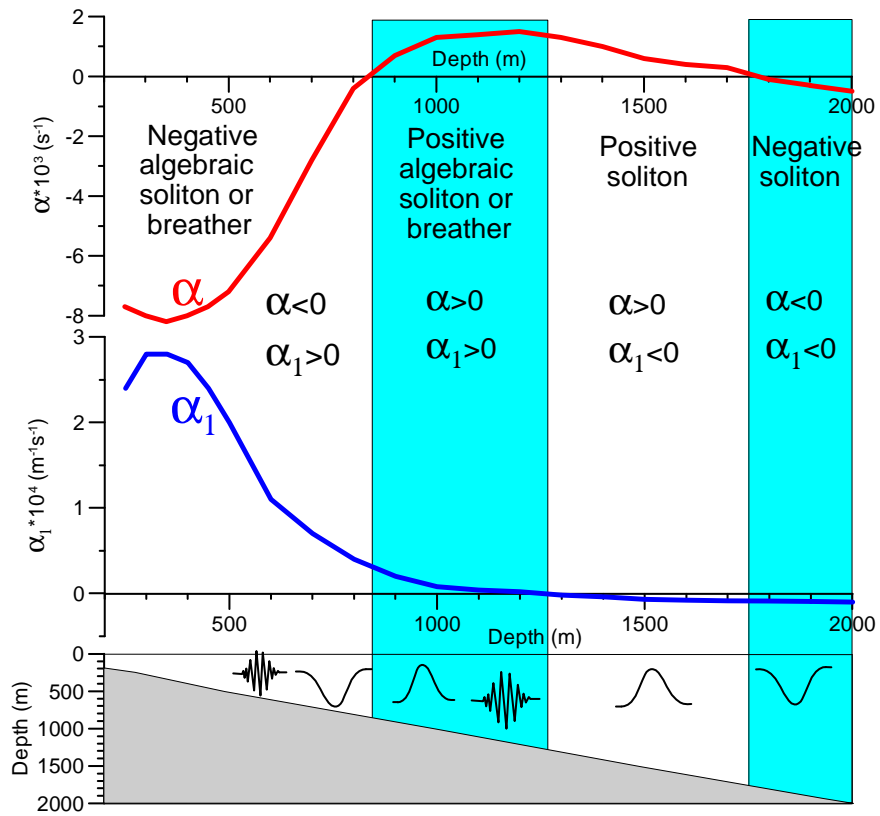 2
0
-2
-4
-6
-8
α*10³ (s⁻¹)
Depth (m)
500
1000
1500
2000
Negative
algebraic
soliton or
breather
Positive
algebraic
soliton or
breather
Positive
soliton
Negative
soliton
α
α<0
α₁>0
α>0
α₁>0
α>0
α₁<0
α<0
α₁<0
3
2
1
0
α₁*10⁴ (m⁻¹s⁻¹)
α₁
500
1000
1500
2000
Depth (m)
0
500
1000
1500
2000
Depth (m)